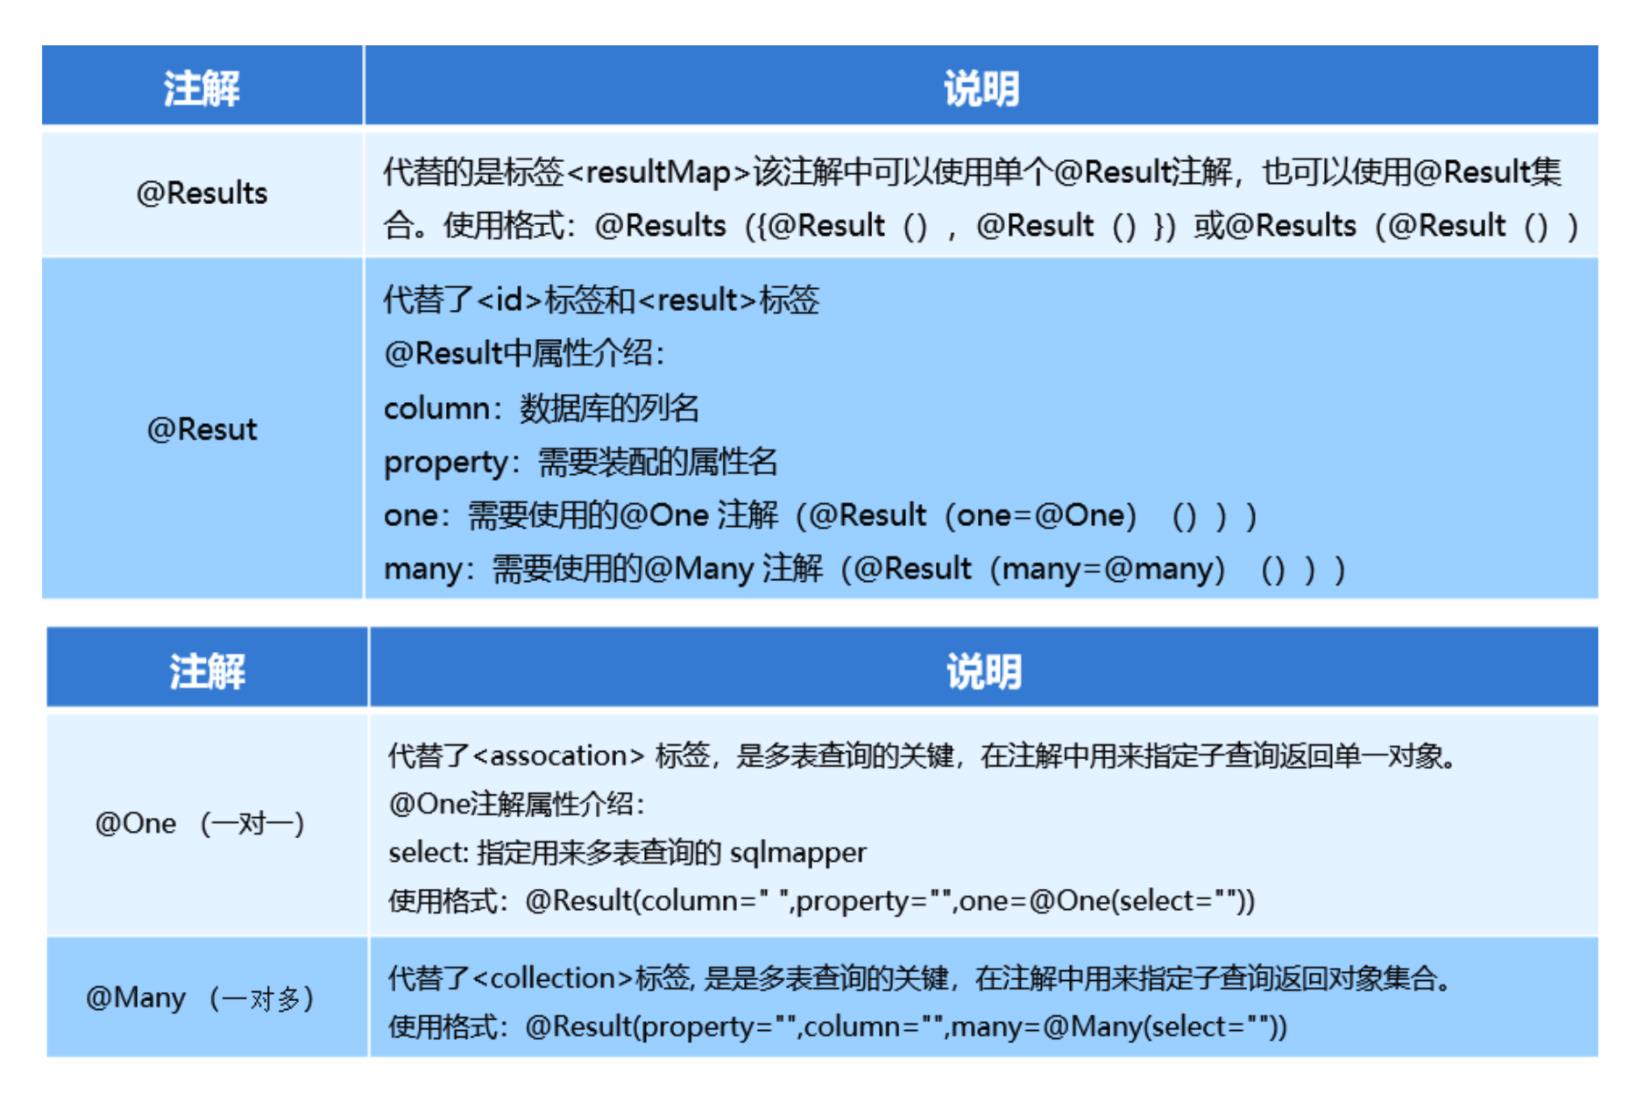 注解 说明
@Results
代替的是标签<resultMap>该注解中可以使用单个@Result注解，也可以使用@Result集
合。使用格式：@Results（{@Result（），@Result（）}）或@Results（@Result（））
@Resut
代替了<id>标签和<result>标签
@Result中属性介绍：
column：数据库的列名
property：需要装配的属性名
one：需要使用的@One 注解（@Result（one=@One）（）））
many：需要使用的@Many 注解（@Result（many=@many）（）））
注解 说明
@One （一对一)
代替了<assocation> 标签，是多表查询的关键，在注解中用来指定子查询返回单一对象。
@One注解属性介绍：
select: 指定用来多表查询的 sqlmapper
使用格式：@Result(column=" ",property="",one=@One(select=""))
@Many （一对多)
代替了<collection>标签, 是是多表查询的关键，在注解中用来指定子查询返回对象集合。
使用格式：@Result(property="",column="",many=@Many(select=""))